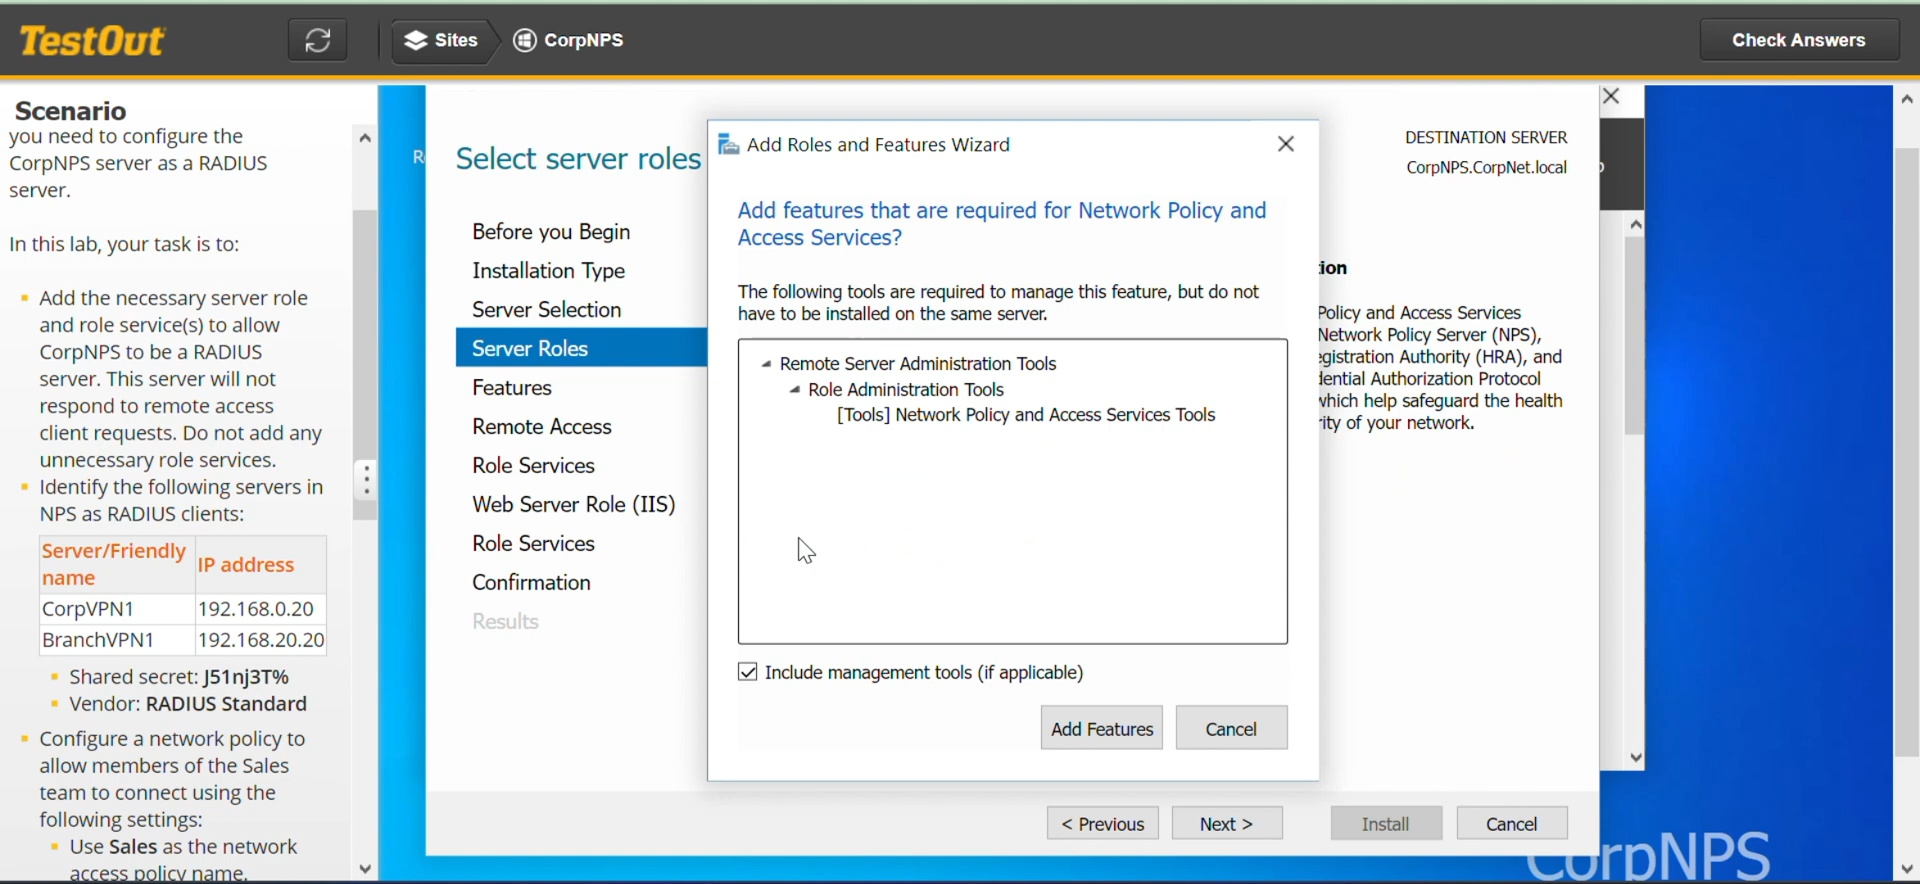 TestOut
Sites
CorpNPS
Check Answers
Scenario
you need to configure the
CorpNPS server as a RADIUS
server.
In this lab, your task is to:
Add the necessary server role
and role service(s) to allow
CorpNPS to be a RADIUS
server. This server will not
respond to remote access
client requests. Do not add any
unnecessary role services.
Identify the following servers in
NPS as RADIUS clients:
Server/Friendly
name
IP address
CorpVPN1 192.168.0.20
BranchVPN1 192.168.20.20
Shared secret: J51nj3T%
Vendor: RADIUS Standard
Configure a network policy to
allow members of the Sales
team to connect using the
following settings:
Use Sales as the network
access policy name.
Select server roles
Before you Begin
Installation Type
Server Selection
Server Roles
Features
Remote Access
Role Services
Web Server Role (IIS)
Role Services
Confirmation
Results
Add Roles and Features Wizard
Add features that are required for Network Policy and
Access Services?
The following tools are required to manage this feature, but do not
have to be installed on the same server.
Remote Server Administration Tools
Role Administration Tools
[Tools] Network Policy and Access Services Tools
Include management tools (if applicable)
Add Features
Cancel
DESTINATION SERVER
CorpNPS.CorpNet.local
Policy and Access Services
Network Policy Server (NPS),
Authority (HRA), and
Authorization Protocol
which help safeguard the health
of your network.
< Previous
Next >
Install
Cancel
CorpNPS